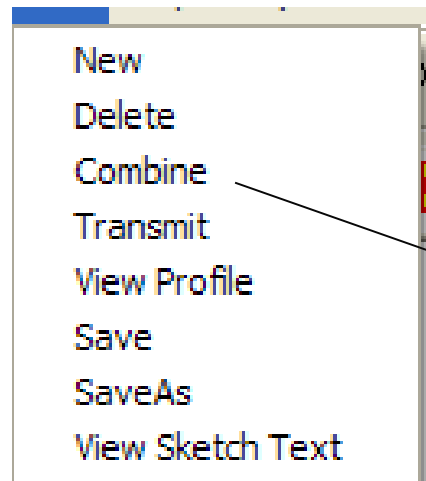 New
Delete
Combine
Transmit
View Profile
Save
SaveAs
View Sketch Text